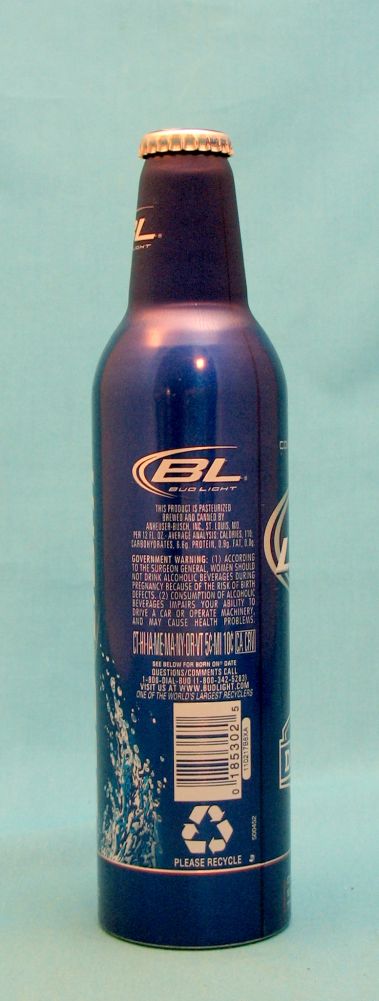 BL
LIGHT
BL
BUD LIGHT
THIS PRODUCT IS PASTEURIZED
BREWED AND CANNED BY
ANHEUSER-BUSCH, INC., ST. LOUIS, MO.
PER 12 FL. OZ. - AVERAGE ANALYSIS: CALORIES, 110;
CARBOHYDRATES, 6.6g; PROTEIN, 0.9g; FAT, 0.0g.
GOVERNMENT WARNING: (1) ACCORDING
TO THE SURGEON GENERAL, WOMEN SHOULD
NOT DRINK ALCOHOLIC BEVERAGES DURING
PREGNANCY BECAUSE OF THE RISK OF BIRTH
DEFECTS. (2) CONSUMPTION OF ALCOHOLIC
BEVERAGES IMPAIRS YOUR ABILITY TO
DRIVE A CAR OR OPERATE MACHINERY,
AND MAY CAUSE HEALTH PROBLEMS.
CT-HI-IA-ME-MA-NY-OR-VT 5¢-MI 10¢ CA CRV
SEE BELOW FOR BORN ON DATE
QUESTIONS/COMMENTS CALL
1-800-DIAL-BUD (1-800-342-5283)
VISIT US AT WWW.BUDLIGHT.COM
ONE OF THE WORLD'S LARGEST RECYCLERS
0 185302 5
PLEASE RECYCLE
500452